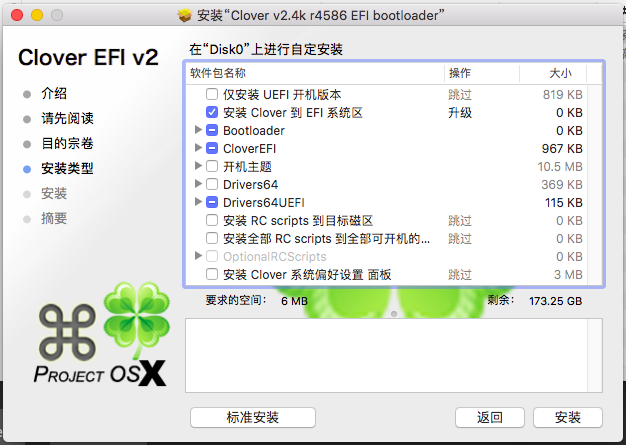 安装“Clover v2.4k r4586 EFI bootloader”
Clover EFI v2
在“Disk0”上进行自定安装
介绍
请先阅读
目的宗卷
安装类型
安装
摘要
软件包名称 操作 大小
仅安装 UEFI 开机版本 跳过 819 KB
安装 Clover 到 EFI 系统区 升级 0 KB
Bootloader 0 KB
CloverEFI 967 KB
开机主题 10.5 MB
Drivers64 369 KB
Drivers64UEFI 115 KB
安装 RC scripts 到目标磁区 跳过 0 KB
安装全部 RC scripts 到全部可开机的... 跳过 0 KB
OptionalRCScripts 0 KB
安装 Clover 系统偏好设置 面板 跳过 3 MB
要求的空间: 6 MB 剩余: 173.25 GB
PROJECT OSX
标准安装 返回 安装